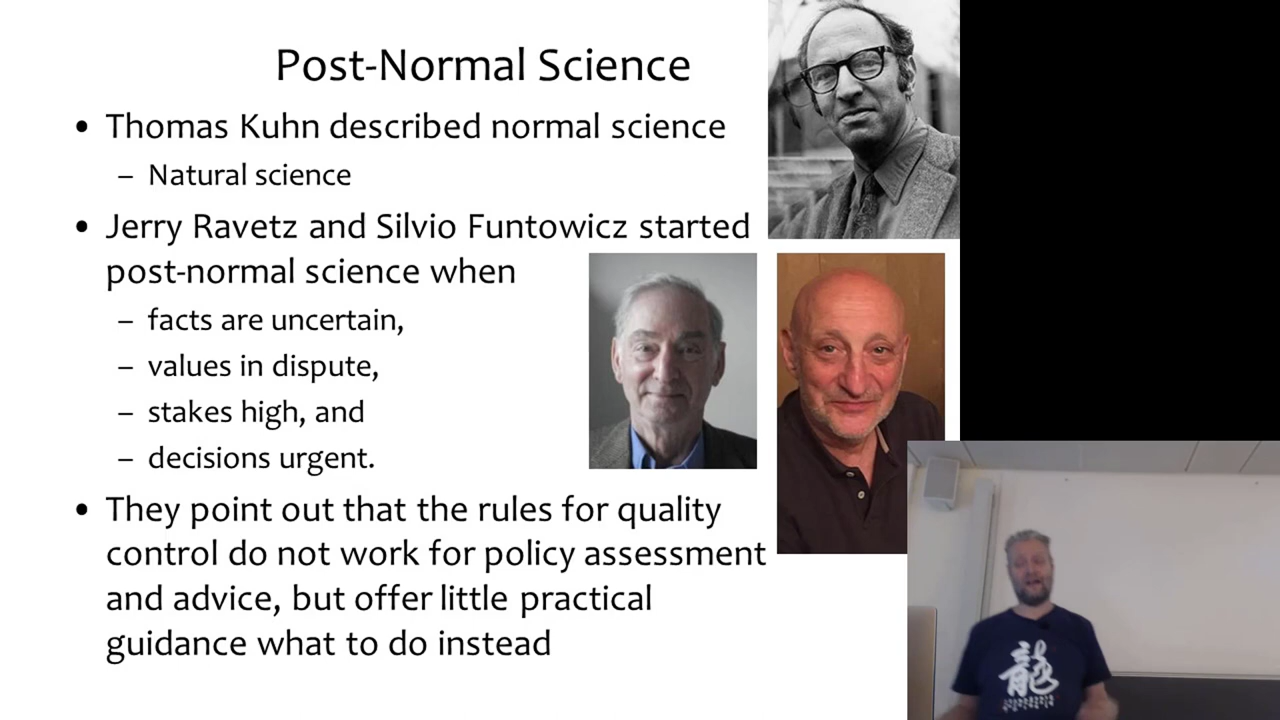 Post-Normal Science
• Thomas Kuhn described normal science
– Natural science
• Jerry Ravetz and Silvio Funtowicz started
post-normal science when
– facts are uncertain,
– values in dispute,
– stakes high, and
– decisions urgent.
• They point out that the rules for quality
control do not work for policy assessment
and advice, but offer little practical
guidance what to do instead
龍